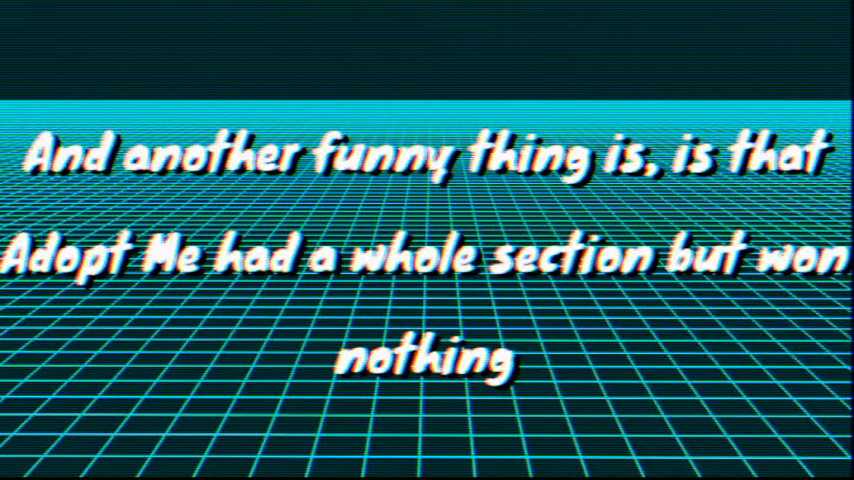 And another funny thing is, is that
Adopt Me had a whole section but won
nothing